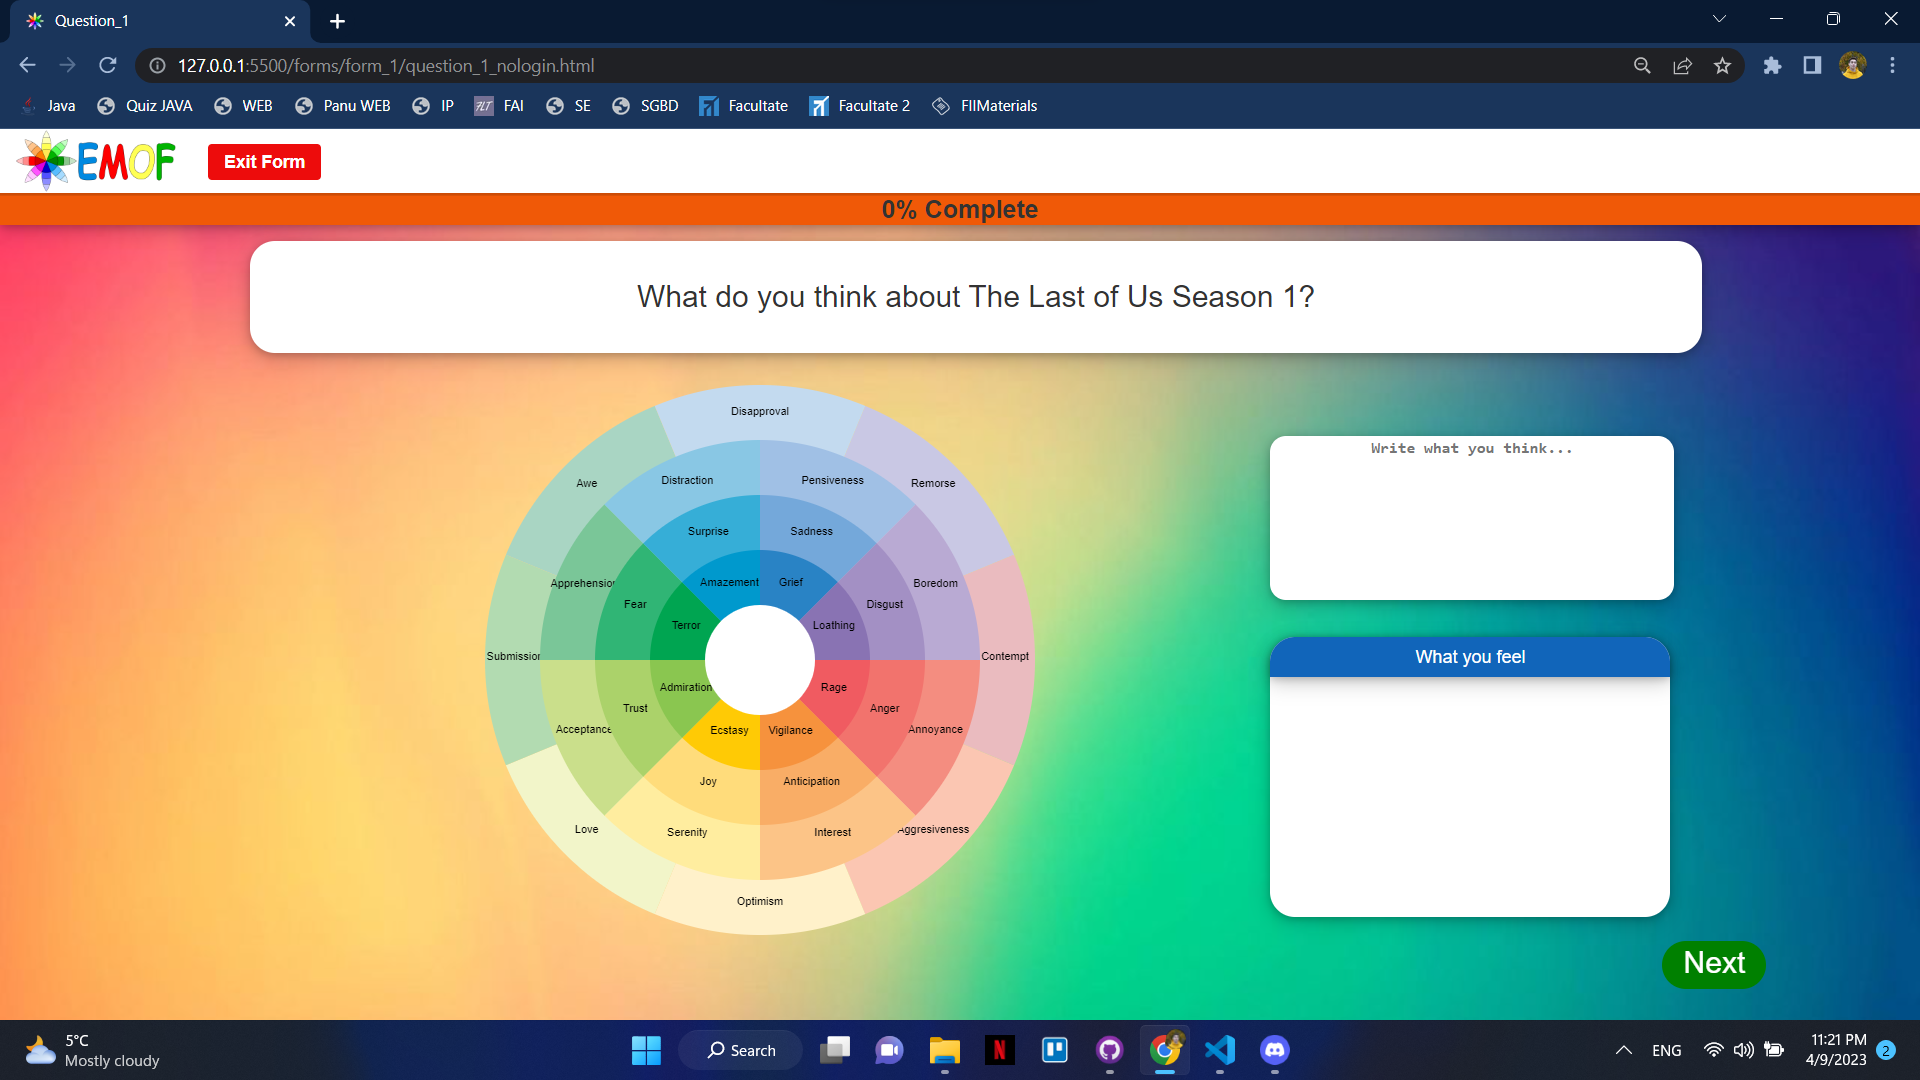 Question_1
127.0.0.1:5500/forms/form_1/question_1_nologin.html
Java Quiz JAVA WEB Panu WEB IP FAI SE SGBD Facultate Facultate 2 FIIMaterials
EMOF Exit Form
0% Complete
What do you think about The Last of Us Season 1?
Disapproval
Awe
Distraction
Pensiveness
Remorse
Surprise
Sadness
Apprehension
Amazement
Grief
Boredom
Fear
Disgust
Terror
Loathing
Submission
Contempt
Admiration
Rage
Trust
Anger
Acceptance
Ecstasy
Vigilance
Annoyance
Joy
Anticipation
Love
Serenity
Interest
Aggresiveness
Optimism
Write what you think...
What you feel
Next
5°C
Mostly cloudy
Search
N
ENG
11:21 PM
4/9/2023
2